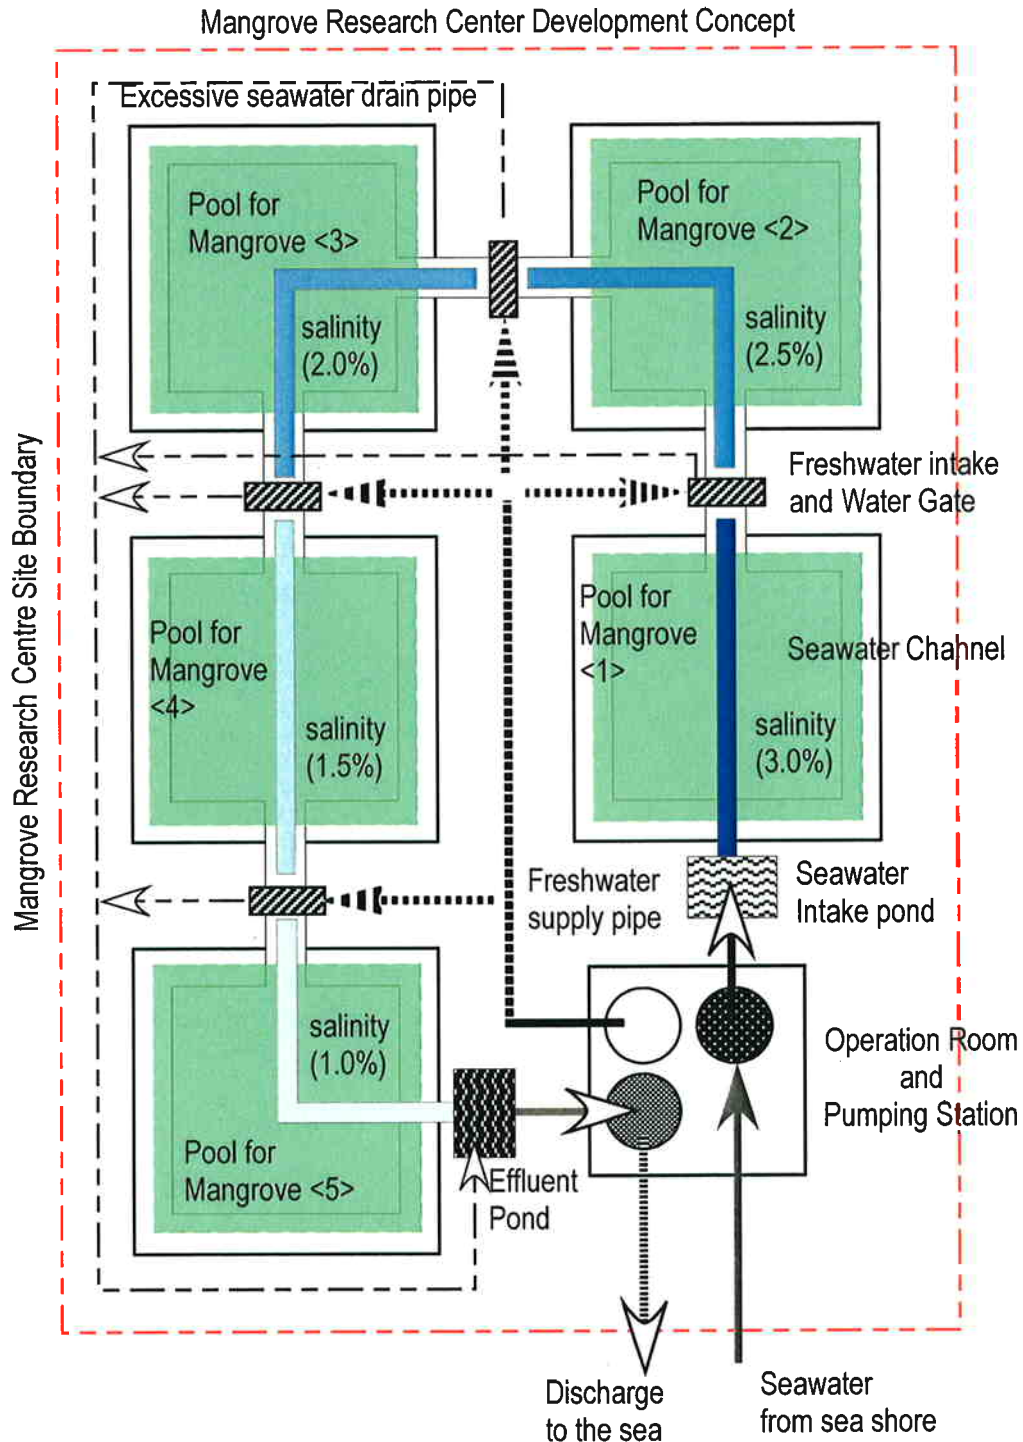 Mangrove Research Center Development Concept
Excessive seawater drain pipe
Pool for
Mangrove <3>
salinity
(2.0%)
Pool for
Mangrove <2>
salinity
(2.5%)
Mangrove Research Centre Site Boundary
Freshwater intake
and Water Gate
Pool for
Mangrove
<4>
salinity
(1.5%)
Pool for
Mangrove
<1>
Seawater Channel
salinity
(3.0%)
Freshwater
supply pipe
Seawater
Intake pond
salinity
(1.0%)
Pool for
Mangrove <5>
Effluent
Pond
Operation Room
and
Pumping Station
Discharge
to the sea
Seawater
from sea shore